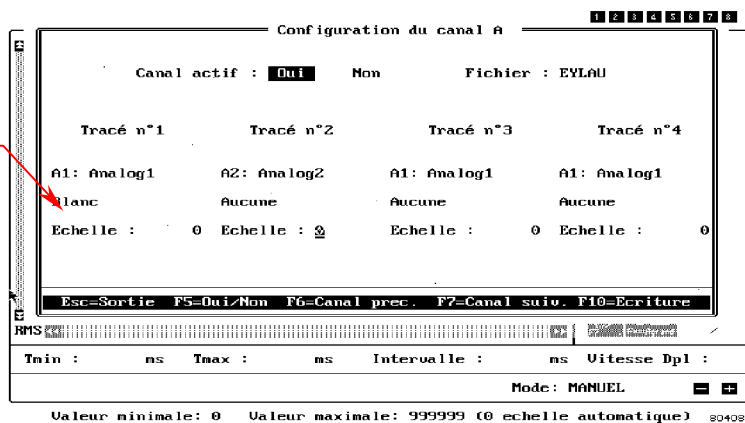 1 2 3 4 5 6 7 8
Configuration du canal A
Canal actif : Oui Non Fichier : EYLAU
Tracé n°1 Tracé n°2 Tracé n°3 Tracé n°4
A1: Analog1 A2: Analog2 A1: Analog1 A1: Analog1
Blanc Aucune Aucune Aucune
Echelle : 0 Echelle : 0 Echelle : 0 Echelle : 0
Esc=Sortie F5=Oui/Non F6=Canal prec. F7=Canal suiv. F10=Ecriture
RMS
Tmin : ms Tmax : ms Intervalle : ms Vitesse Dpl :
Mode: MANUEL
Valeur minimale: 0 Valeur maximale: 999999 (0 echelle automatique) 80408